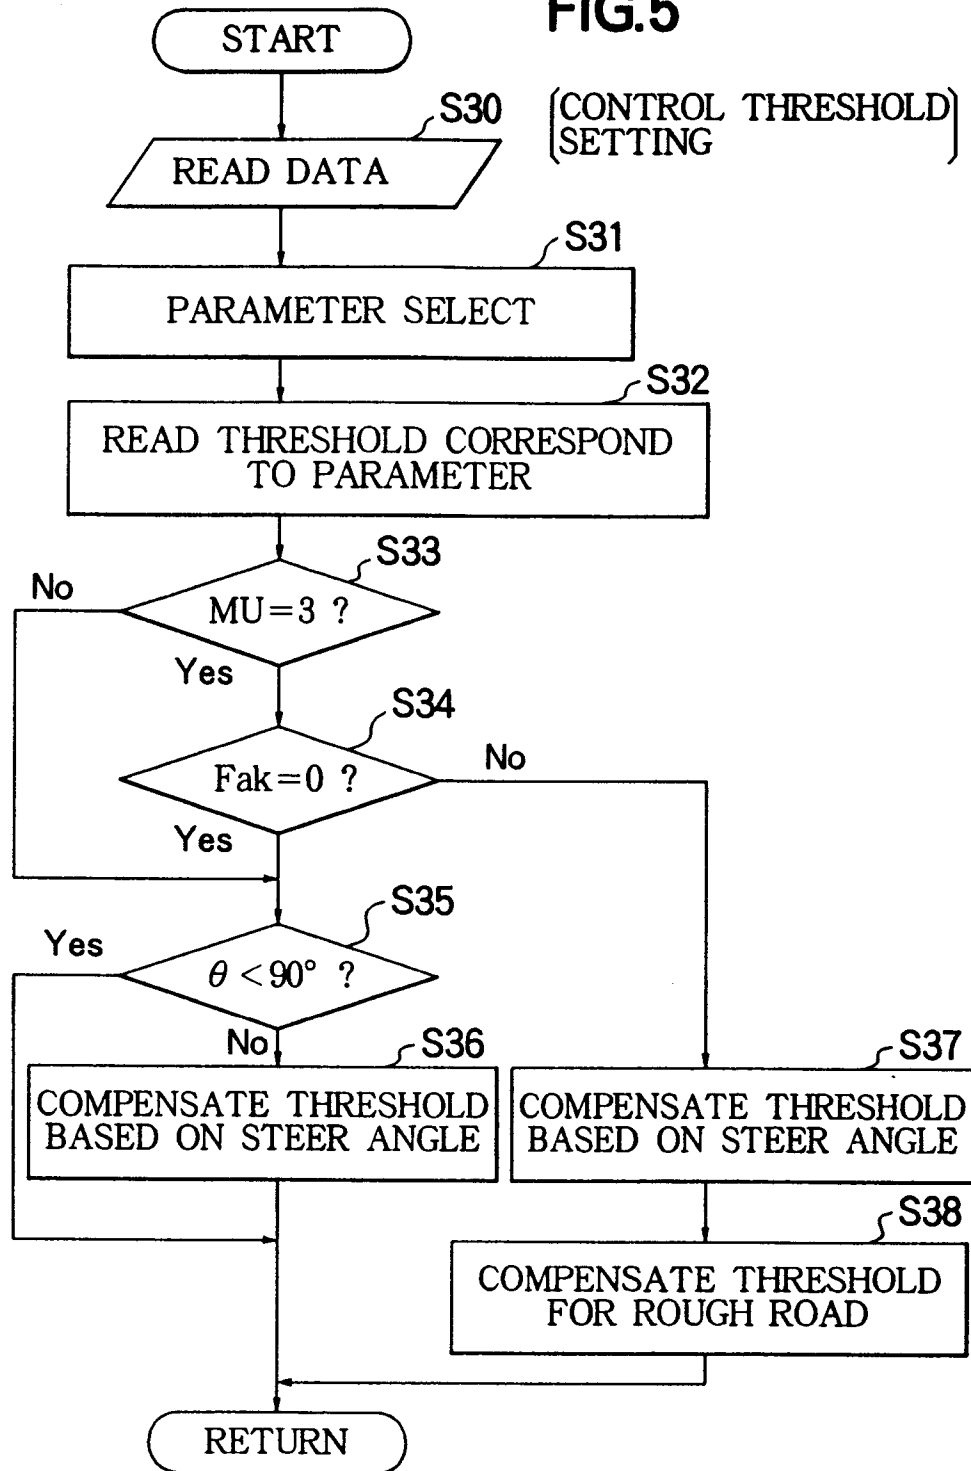 FIG.5
START
[CONTROL THRESHOLD
SETTING]
S30
READ DATA
S31
PARAMETER SELECT
S32
READ THRESHOLD CORRESPOND
TO PARAMETER
S33
No
MU=3 ?
Yes
S34
Fak=0 ?
No
Yes
S35
Yes
θ <90° ?
No
S36
S37
COMPENSATE THRESHOLD
BASED ON STEER ANGLE
COMPENSATE THRESHOLD
BASED ON STEER ANGLE
S38
COMPENSATE THRESHOLD
FOR ROUGH ROAD
RETURN